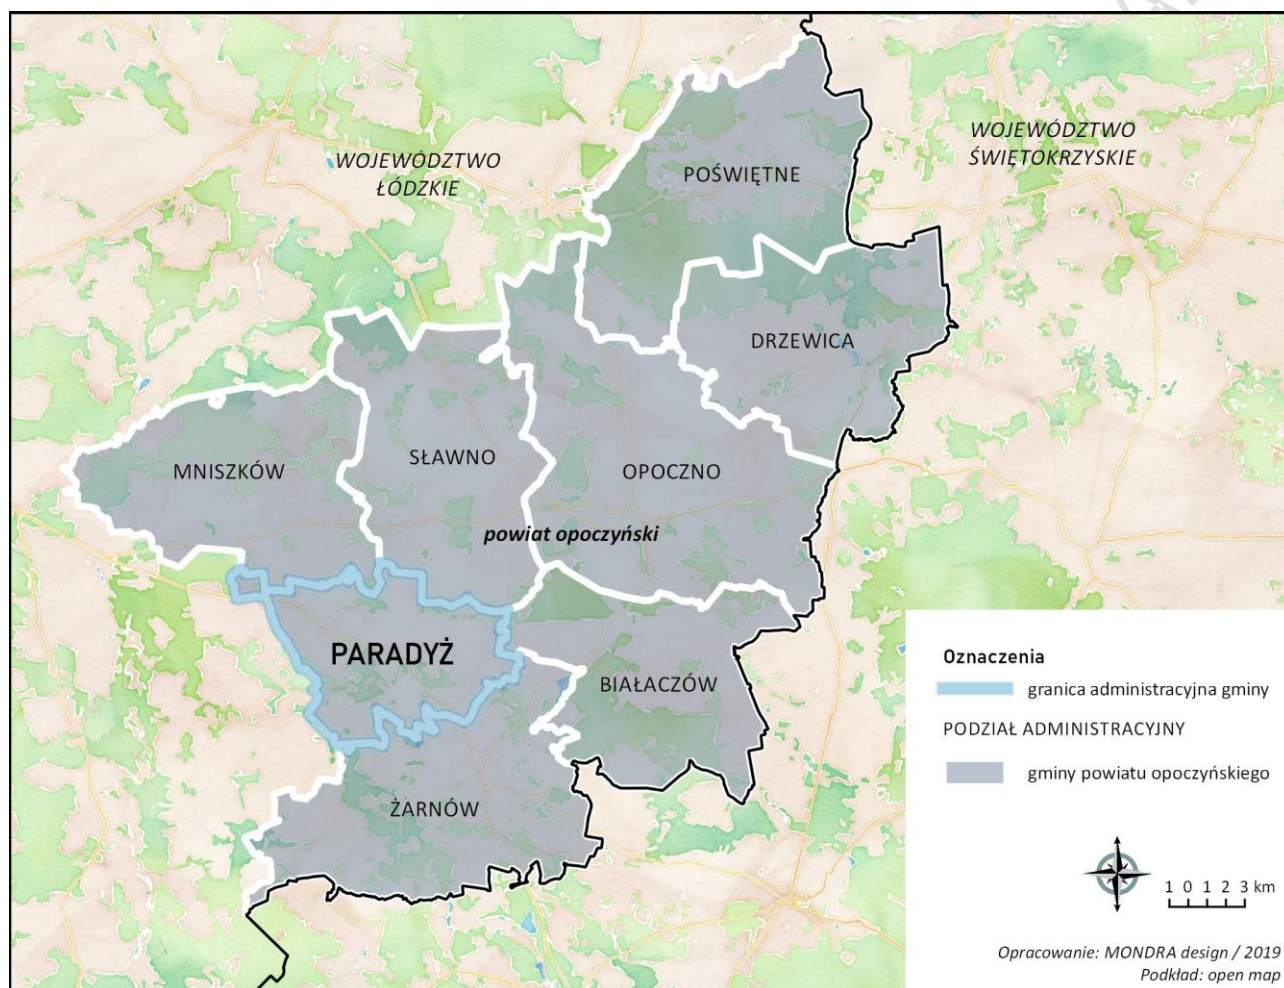 WOJEWÓDZTWO
ŁÓDZKIE
WOJEWÓDZTWO
ŚWIĘTOKRZYSKIE
POŚWIĘTNE
DRZEWICA
MNISZKÓW
SŁAWNO
OPOCZNO
powiat opoczyński
PARADYŻ
BIAŁACZÓW
ŻARNÓW
Oznaczenia
granica administracyjna gminy
PODZIAŁ ADMINISTRACYJNY
gminy powiatu opoczyńskiego
1 0 1 2 3 km
Opracowanie: MONDRA design / 2019
Podkład: open map